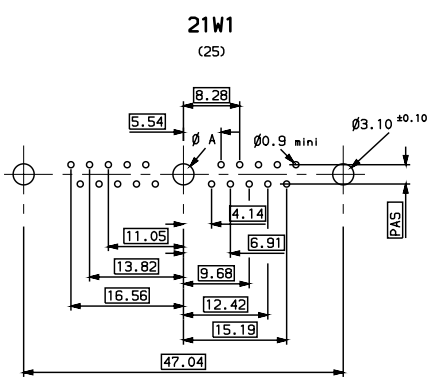 21W1
(25)
8.28
5.54
Ø A
Ø0.9 mini
Ø3.10 ±0.10
PAS
4.14
11.05
6.91
13.82
9.68
16.56
12.42
15.19
47.04